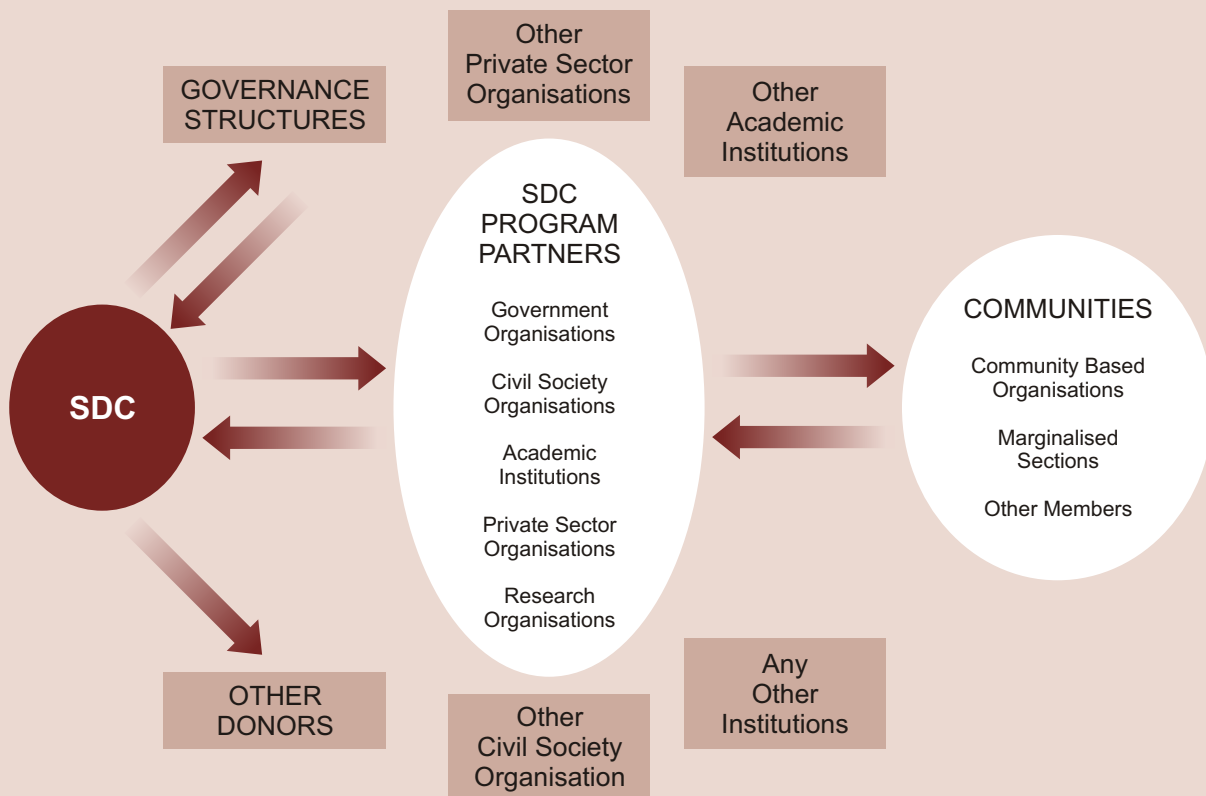 Other
Private Sector
Organisations
GOVERNANCE
STRUCTURES
Other
Academic
Institutions
SDC
PROGRAM
PARTNERS
Government
Organisations
Civil Society
Organisations
Academic
Institutions
Private Sector
Organisations
Research
Organisations
COMMUNITIES
Community Based
Organisations
Marginalised
Sections
Other Members
SDC
OTHER
DONORS
Any
Other
Institutions
Other
Civil Society
Organisation